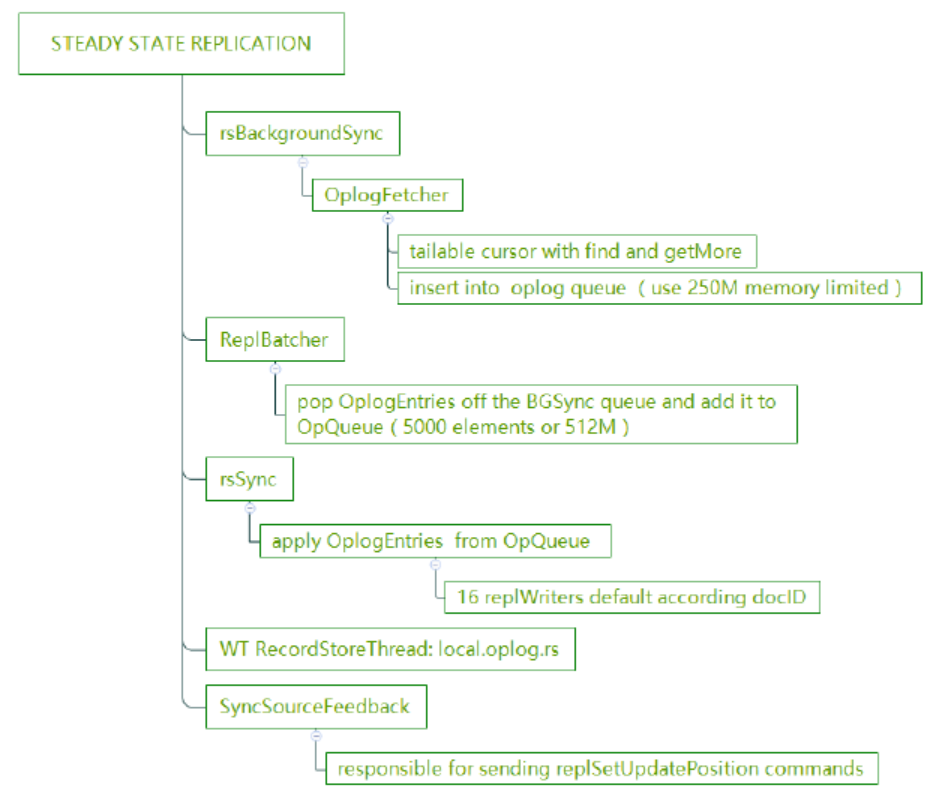 STEADY STATE REPLICATION
rsBackgroundSync
OplogFetcher
tailable cursor with find and getMore
insert into oplog queue ( use 250M memory limited )
ReplBatcher
pop OplogEntries off the BGSync queue and add it to
OpQueue ( 5000 elements or 512M )
rsSync
apply OplogEntries from OpQueue
16 replWriters default according docID
WT RecordStoreThread: local.oplog.rs
SyncSourceFeedback
responsible for sending replSetUpdatePosition commands